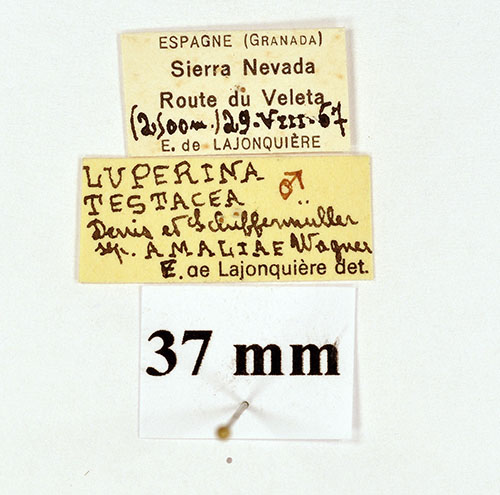 ESPAGNE (GRANADA)
Sierra Nevada
Route du Veleta
(2500m.) 29-VIII-67
E. de LAJONQUIÈRE
LUPERINA ♂
TESTACEA
Denis et Schiffermüller
ssp. AMALIAE Wagner
E. de Lajonquière det.
37 mm